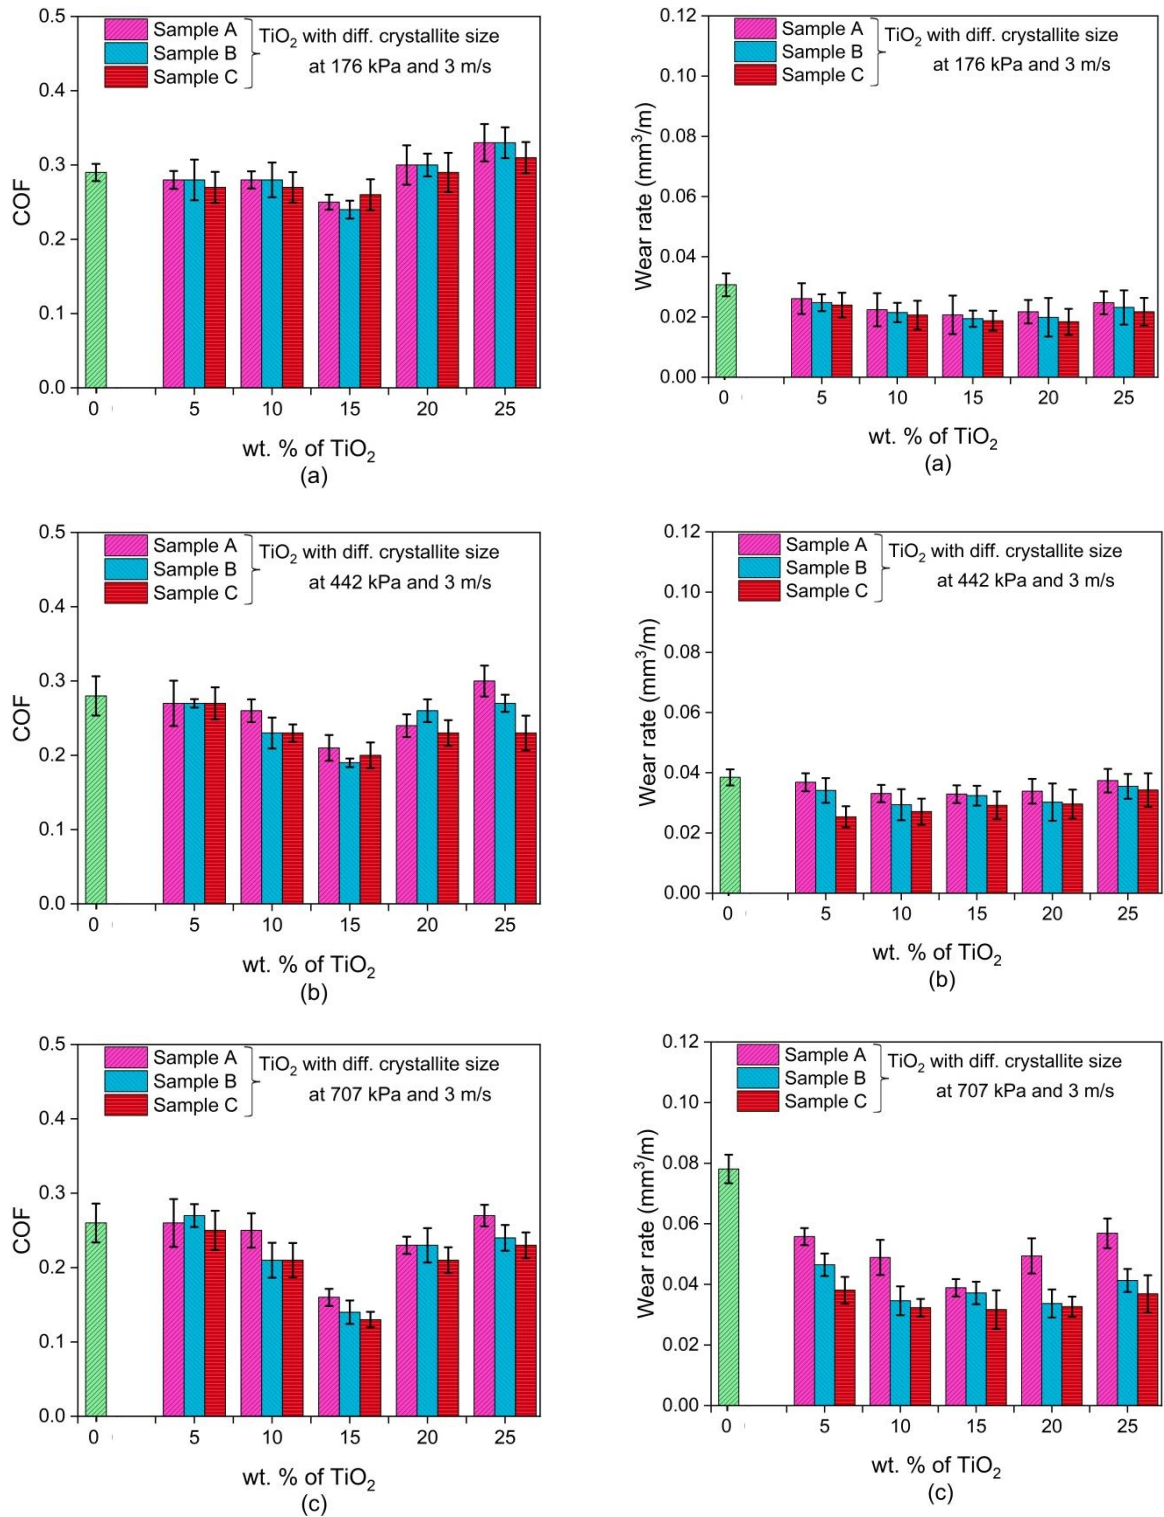 0.5
0.4
0.3
0.2
0.1
0.0
COF
Sample A
Sample B
Sample C
TiO2 with diff. crystallite size
at 176 kPa and 3 m/s
0 5 10 15 20 25
wt. % of TiO2
(a)
0.12
0.10
0.08
0.06
0.04
0.02
0.00
Wear rate (mm3/m)
Sample A
Sample B
Sample C
TiO2 with diff. crystallite size
at 176 kPa and 3 m/s
0 5 10 15 20 25
wt. % of TiO2
(a)
0.5
0.4
0.3
0.2
0.1
0.0
COF
Sample A
Sample B
Sample C
TiO2 with diff. crystallite size
at 442 kPa and 3 m/s
0 5 10 15 20 25
wt. % of TiO2
(b)
0.12
0.10
0.08
0.06
0.04
0.02
0.00
Wear rate (mm3/m)
Sample A
Sample B
Sample C
TiO2 with diff. crystallite size
at 442 kPa and 3 m/s
0 5 10 15 20 25
wt. % of TiO2
(b)
0.5
0.4
0.3
0.2
0.1
0.0
COF
Sample A
Sample B
Sample C
TiO2 with diff. crystallite size
at 707 kPa and 3 m/s
0 5 10 15 20 25
wt. % of TiO2
(c)
0.12
0.10
0.08
0.06
0.04
0.02
0.00
Wear rate (mm3/m)
Sample A
Sample B
Sample C
TiO2 with diff. crystallite size
at 707 kPa and 3 m/s
0 5 10 15 20 25
wt. % of TiO2
(c)